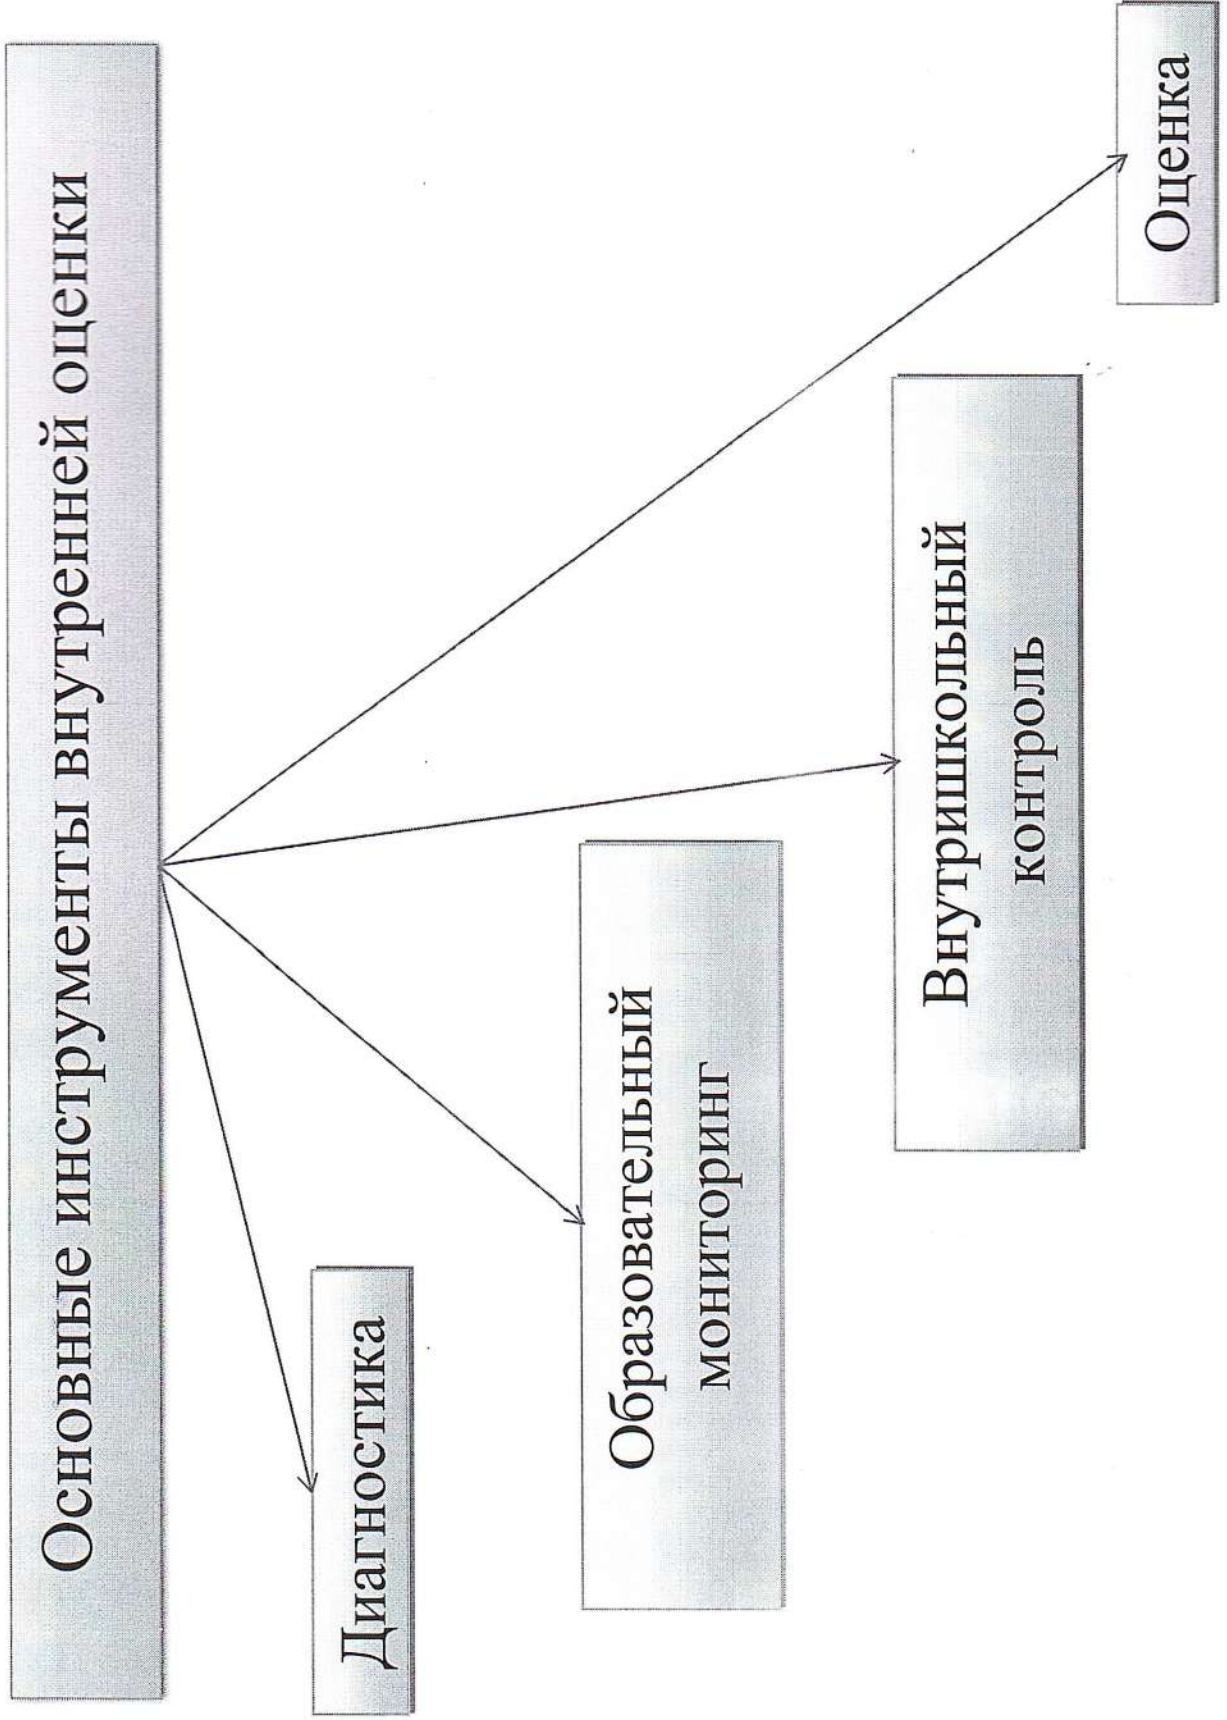 Основные инструменты внутренней оценки
Диагностика
Образовательный
мониторинг
Внутришкольный
контроль
Оценка